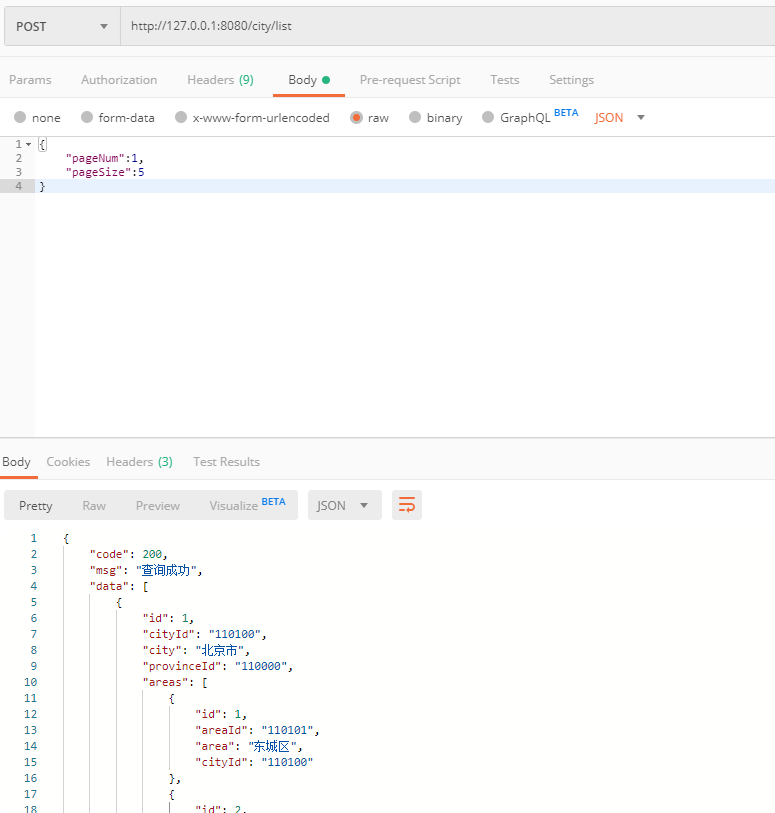 POST http://127.0.0.1:8080/city/list
Params Authorization Headers (9) Body Pre-request Script Tests Settings
none form-data x-www-form-urlencoded raw binary GraphQL BETA JSON
1 {
2 "pageNum":1,
3 "pageSize":5
4 }
Body Cookies Headers (3) Test Results
Pretty Raw Preview Visualize BETA JSON
1 {
2 "code": 200,
3 "msg": "查询成功",
4 "data": [
5 {
6 "id": 1,
7 "cityId": "110100",
8 "city": "北京市",
9 "provinceId": "110000",
10 "areas": [
11 {
12 "id": 1,
13 "areaId": "110101",
14 "area": "东城区",
15 "cityId": "110100"
16 },
17 {
18 "id": 2,